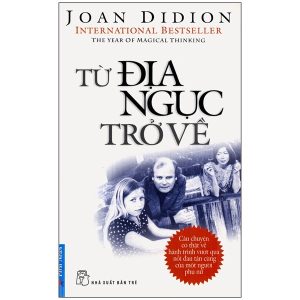 JOAN DIDION
INTERNATIONAL BESTSELLER
THE YEAR OF MAGICAL THINKING
TỪ ĐỊA
NGỤC
TRỞ VỀ
Câu chuyện
có thật về
hành trình vượt qua
nỗi đau tận cùng
của một người
phụ nữ
NHÀ XUẤT BẢN TRẺ